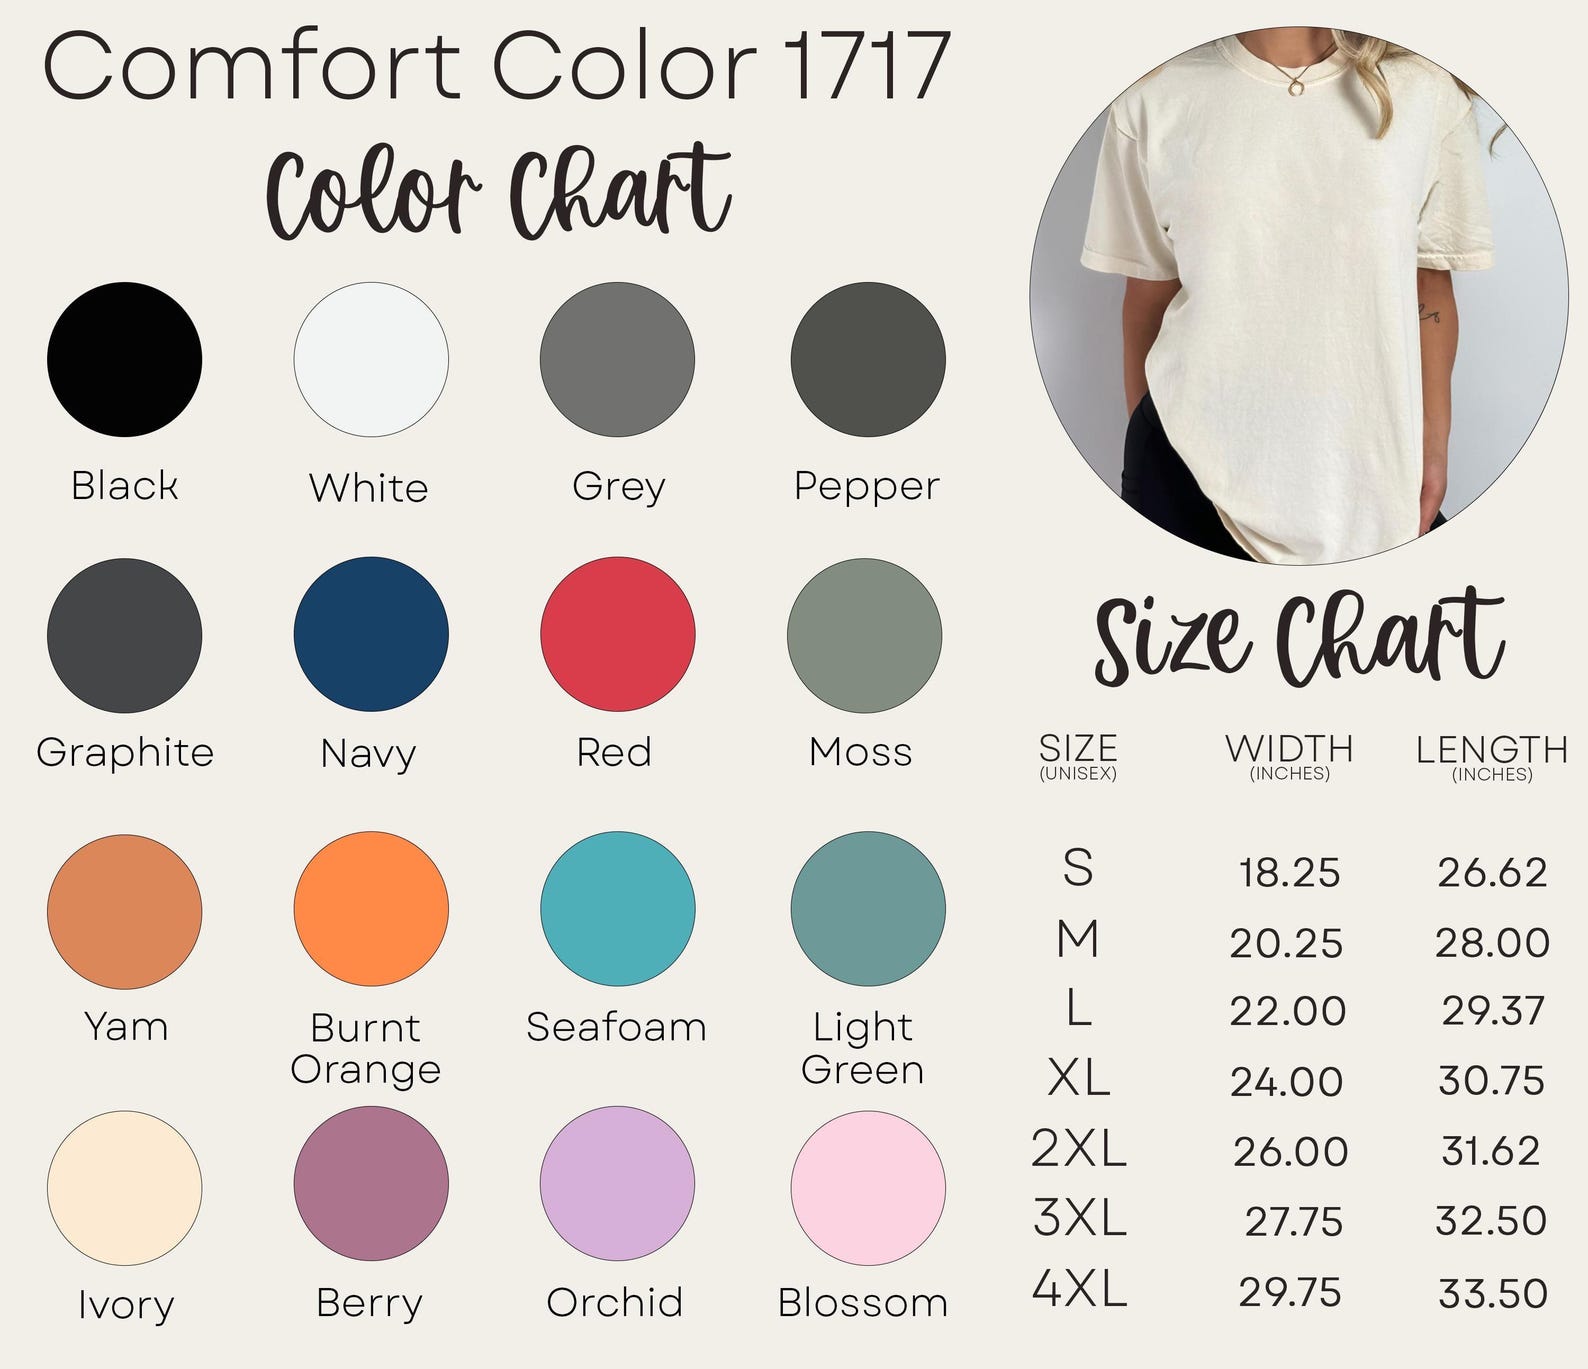 Comfort Color 1717
Color Chart
Black White Grey Pepper
Graphite Navy Red Moss
Yam Burnt Orange Seafoam Light Green
Ivory Berry Orchid Blossom
Size Chart
SIZE WIDTH LENGTH
(UNISEX) (INCHES) (INCHES)
S 18.25 26.62
M 20.25 28.00
L 22.00 29.37
XL 24.00 30.75
2XL 26.00 31.62
3XL 27.75 32.50
4XL 29.75 33.50